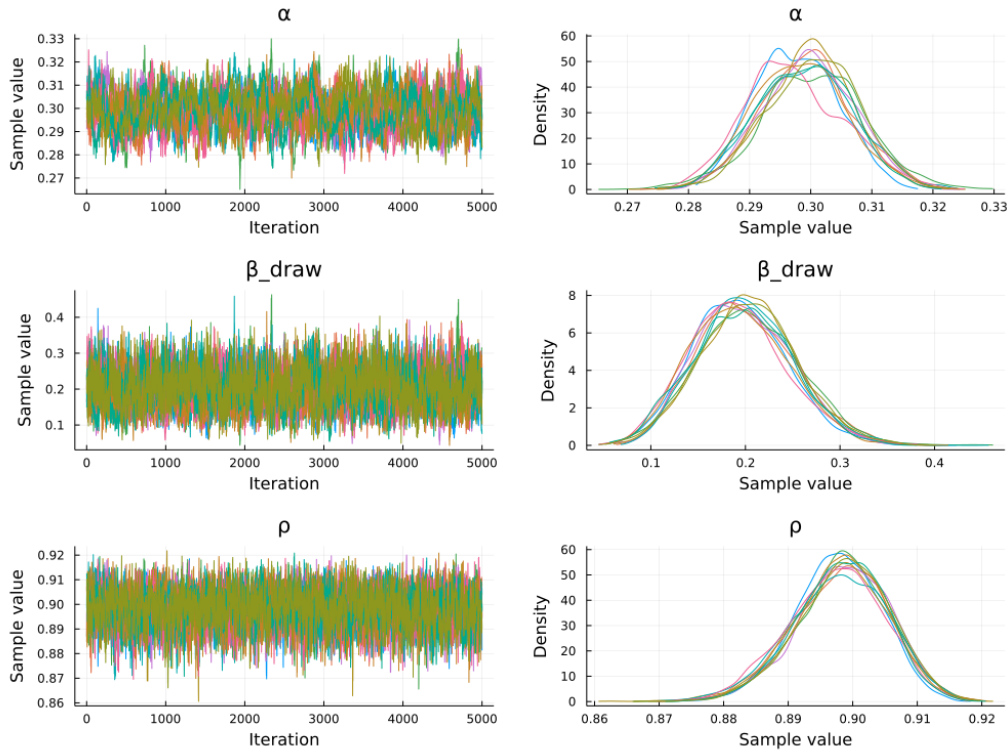 α
Sample value
0.33
0.32
0.31
0.30
0.29
0.28
0.27
0 1000 2000 3000 4000 5000
Iteration
α
Density
60
50
40
30
20
10
0
0.27 0.28 0.29 0.30 0.31 0.32 0.33
Sample value
β_draw
Sample value
0.4
0.3
0.2
0.1
0 1000 2000 3000 4000 5000
Iteration
β_draw
Density
8
6
4
2
0
0.1 0.2 0.3 0.4
Sample value
ρ
Sample value
0.92
0.91
0.90
0.89
0.88
0.87
0.86
0 1000 2000 3000 4000 5000
Iteration
ρ
Density
60
50
40
30
20
10
0
0.86 0.87 0.88 0.89 0.90 0.91 0.92
Sample value